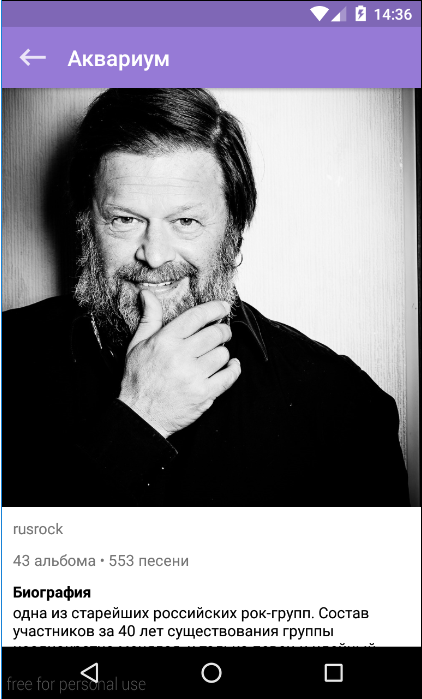 14:36
Аквариум
rusrock
43 альбома • 553 песени
Биография
одна из старейших российских рок-групп. Состав
участников за 40 лет существования группы
free for personal use